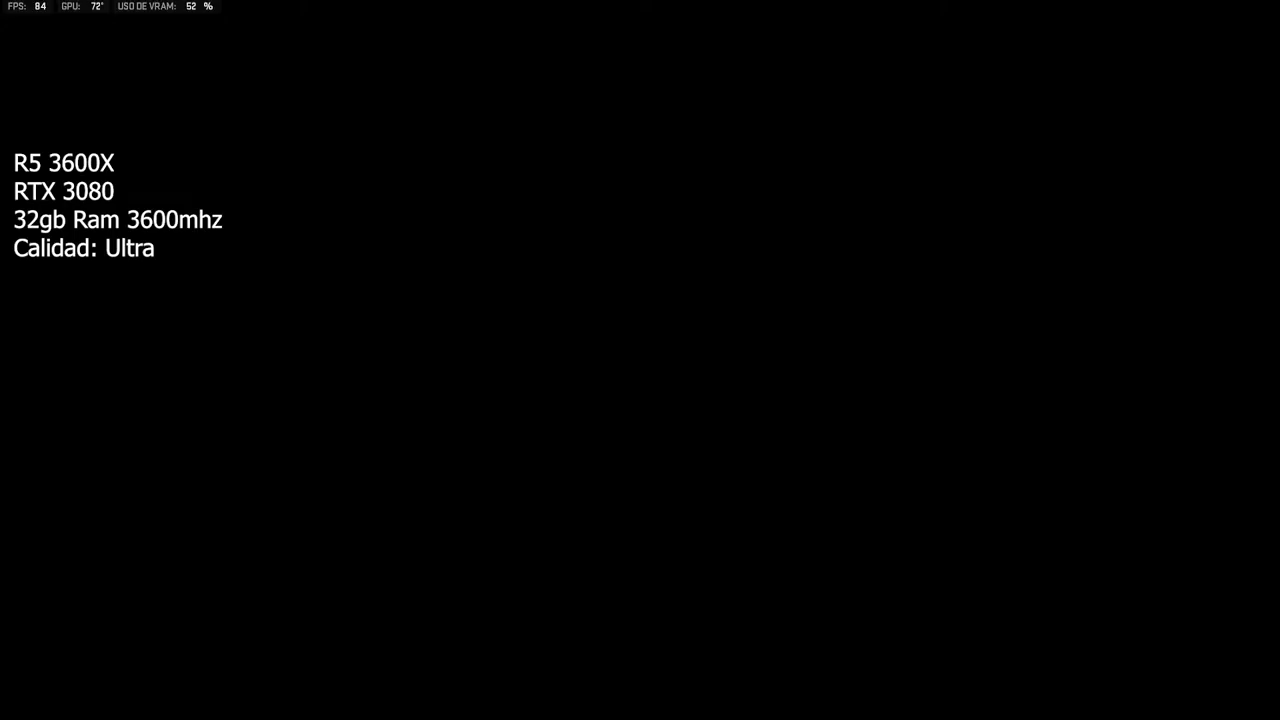 FPS: 84 GPU: 72° USO DE VRAM: 52 %
R5 3600X
RTX 3080
32gb Ram 3600mhz
Calidad: Ultra